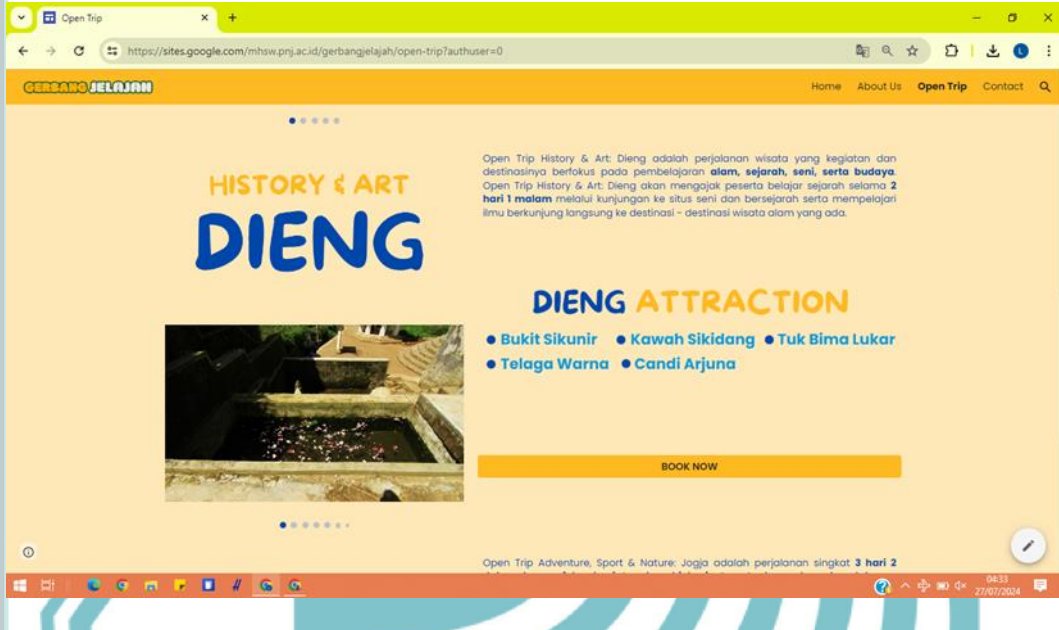 Open Trip
https://sites.google.com/mhsw.pnj.ac.id/gerbangjelajah/open-trip?authuser=0
GERBANG JELAJAH
Home About Us Open Trip Contact
HISTORY & ART
DIENG
Open Trip History & Art: Dieng adalah perjalanan wisata yang kegiatan dan
destinasinya berfokus pada pembelajaran alam, sejarah, seni, serta budaya.
Open Trip History & Art: Dieng akan mengajak peserta belajar sejarah selama 2
hari 1 malam melalui kunjungan ke situs seni dan bersejarah serta mempelajari
ilmu berkunjung langsung ke destinasi - destinasi wisata alam yang ada.
DIENG ATTRACTION
• Bukit Sikunir • Kawah Sikidang • Tuk Bima Lukar
• Telaga Warna • Candi Arjuna
BOOK NOW
Open Trip Adventure, Sport & Nature: Jogja adalah perjalanan singkat 3 hari 2
04:33
27/07/2024